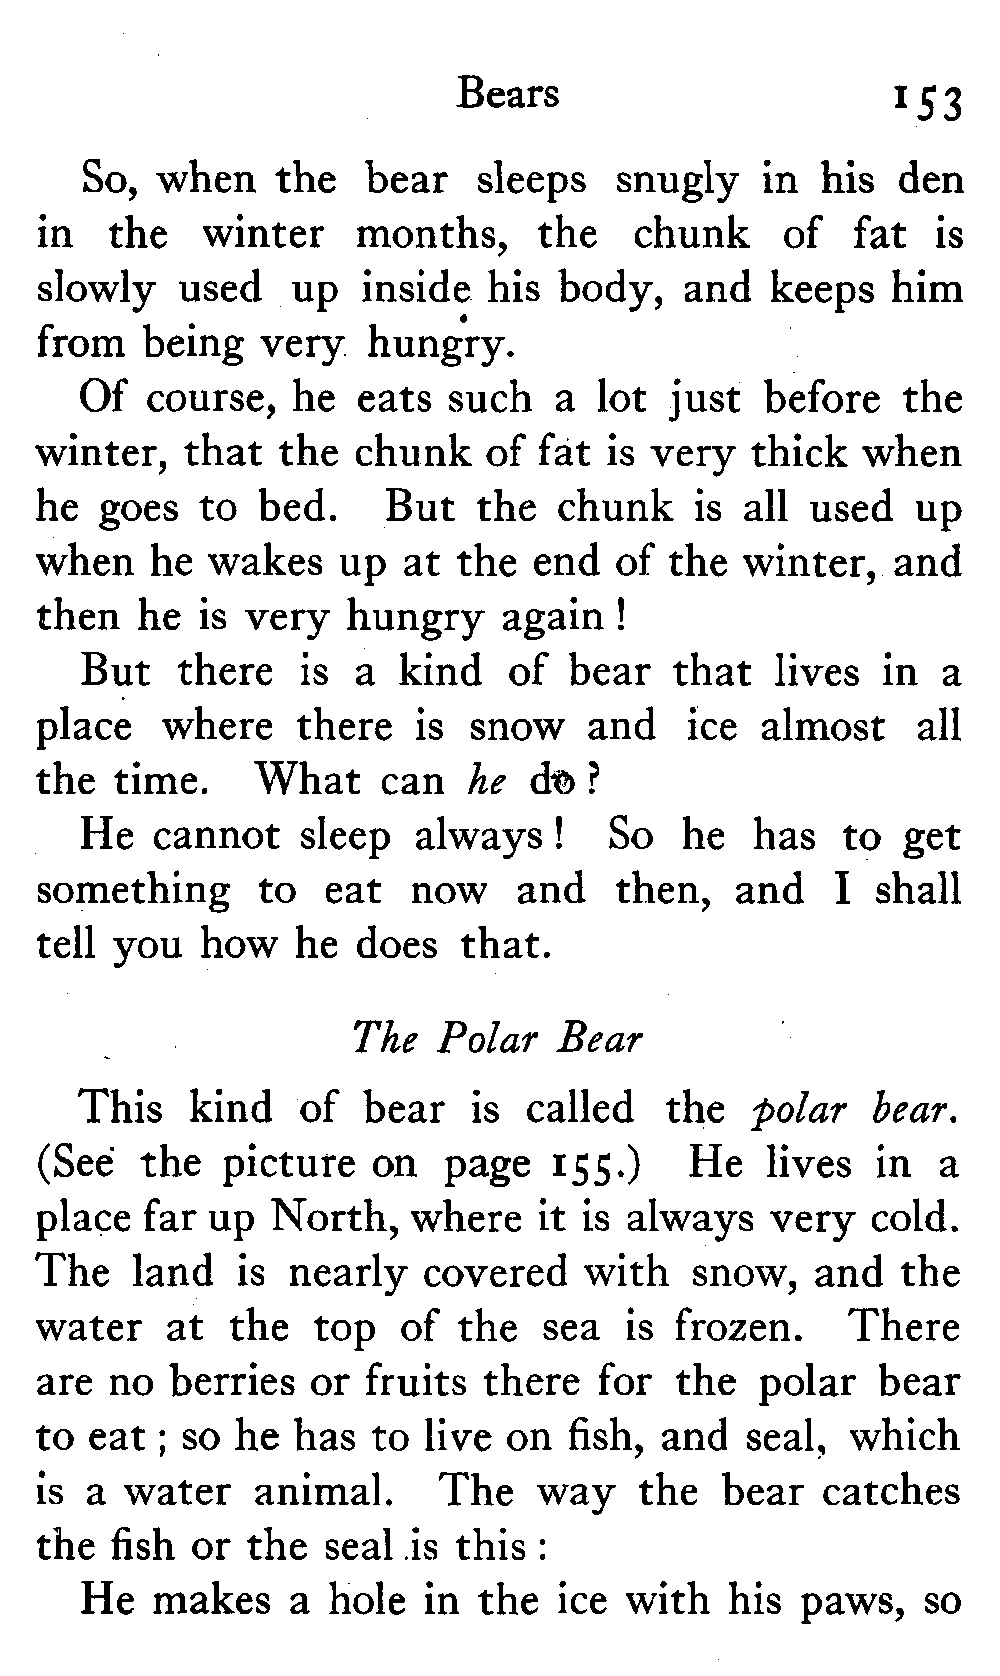 Bears 153
So, when the bear sleeps snugly in his den
in the winter months, the chunk of fat is
slowly used up inside his body, and keeps him
from being very hungry.
Of course, he eats such a lot just before the
winter, that the chunk of fat is very thick when
he goes to bed. But the chunk is all used up
when he wakes up at the end of the winter, and
then he is very hungry again !
But there is a kind of bear that lives in a
place where there is snow and ice almost all
the time. What can he do ?
He cannot sleep always ! So he has to get
something to eat now and then, and I shall
tell you how he does that.
The Polar Bear
This kind of bear is called the polar bear.
(See the picture on page 155.) He lives in a
place far up North, where it is always very cold.
The land is nearly covered with snow, and the
water at the top of the sea is frozen. There
are no berries or fruits there for the polar bear
to eat ; so he has to live on fish, and seal, which
is a water animal. The way the bear catches
the fish or the seal is this :
He makes a hole in the ice with his paws, so